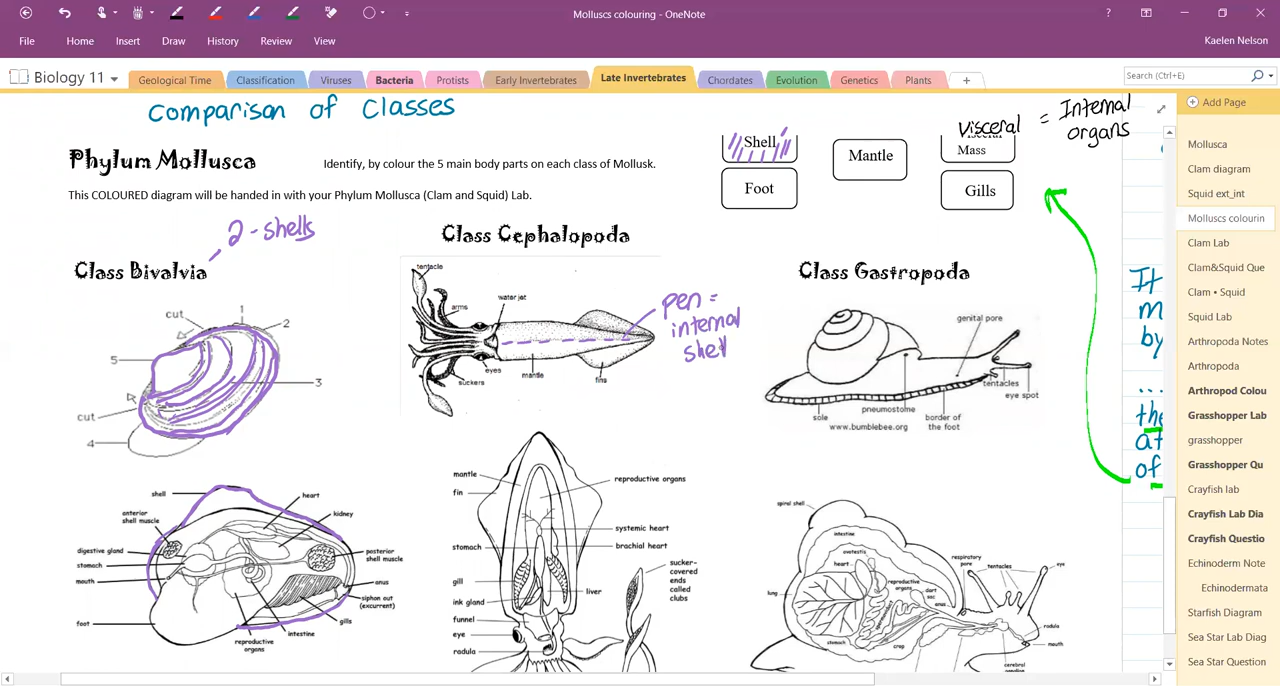 Molluscs colouring - OneNote
?
File Home Insert Draw History Review View
Kaelen Nelson
Biology 11
Geological Time Classification Viruses Bacteria Protists Early Invertebrates Late Invertebrates Chordates Evolution Genetics Plants +
Search (Ctrl+E)
Add Page
Mollusca
Clam diagram
Squid ext_int
Molluscs colourin
Clam Lab
Clam&Squid Que
Clam • Squid
Squid Lab
Arthropoda Notes
Arthropoda
Arthropod Colou
Grasshopper Lab
grasshopper
Grasshopper Qu
Crayfish lab
Crayfish Lab Dia
Crayfish Questio
Echinoderm Note
Echinodermata
Starfish Diagram
Sea Star Lab Diag
Sea Star Question
Comparison of Classes
Phylum Mollusca
Identify, by colour the 5 main body parts on each class of Mollusk.
This COLOURED diagram will be handed in with your Phylum Mollusca (Clam and Squid) Lab.
Shell
Mantle
Mass
Foot
Gills
visceral = Internal
organs
2 - shells
Class Bivalvia
cut
1
2
5
3
cut
4
Class Cephalopoda
tentacle
arms
water jet
eyes
suckers
mantle
fins
pen =
internal
shell
Class Gastropoda
genital pore
tentacles
eye spot
sole
pneumostome
border of
the foot
www.bumblebee.org
It
m
by
...
the
at
of
shell
heart
anterior
shell muscle
kidney
digestive gland
stomach
mouth
posterior
shell muscle
anus
siphon out
(excurrent)
foot
gills
intestine
reproductive
organs
mantle
fin
reproductive organs
systemic heart
brachial heart
stomach
gill
liver
ink gland
funnel
eye
radula
sucker-
covered
ends
called
clubs
spiral shell
intestine
ovotestis
heart
lung
reproductive
organs
dart
sac
anus
respiratory
pore
tentacles
eye
stomach
crop
radula
mouth
cerebral